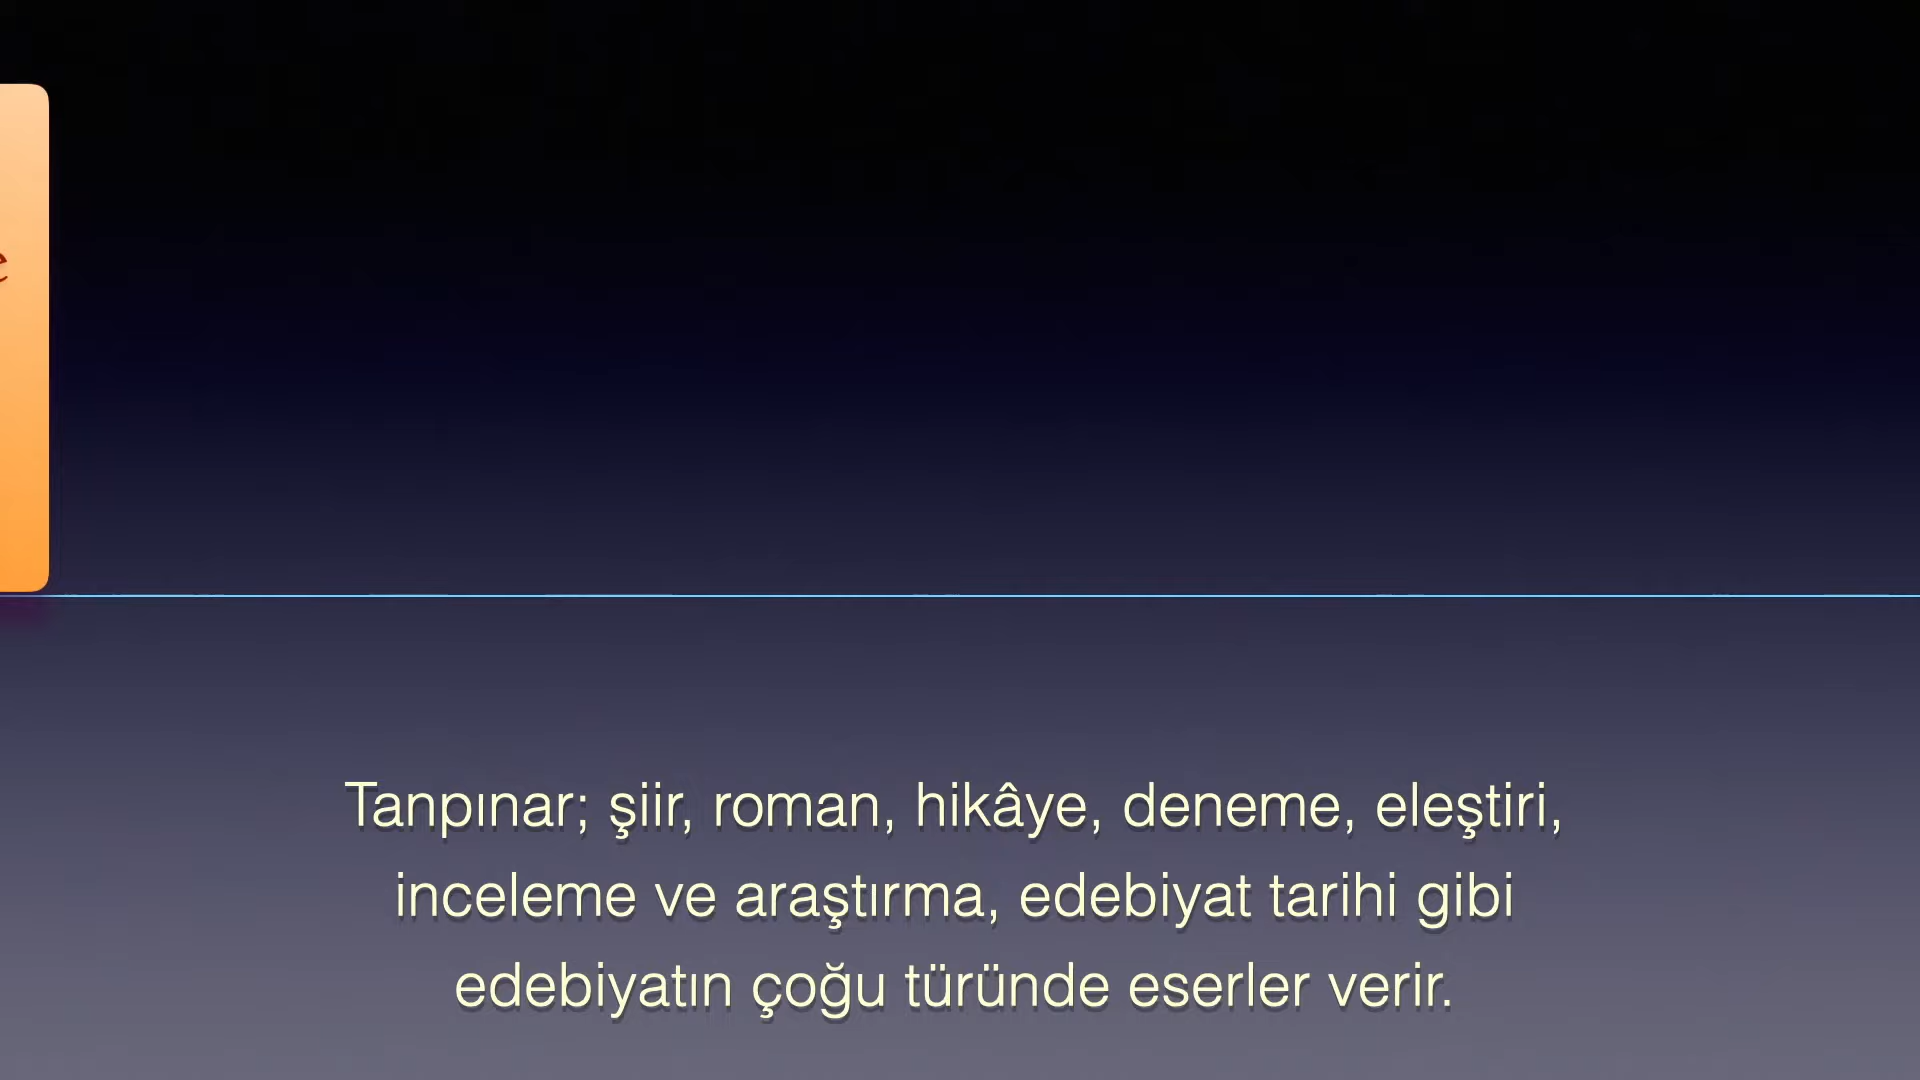 Tanpınar; şiir, roman, hikâye, deneme, eleştiri,
inceleme ve araştırma, edebiyat tarihi gibi
edebiyatın çoğu türünde eserler verir.